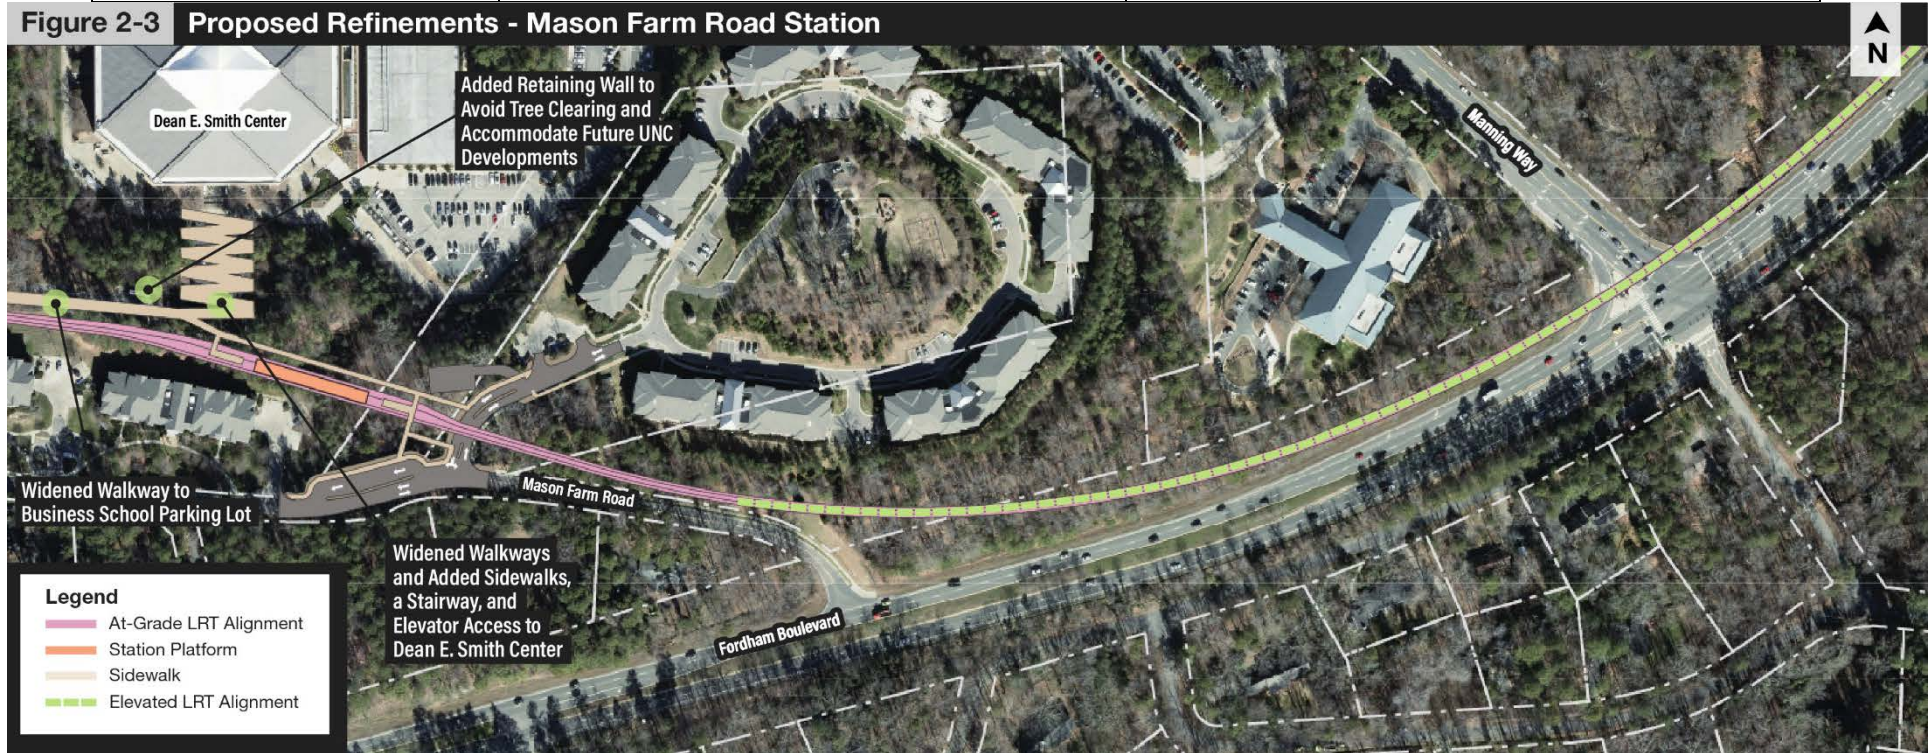 Figure 2-3 Proposed Refinements - Mason Farm Road Station
N
Dean E. Smith Center
Added Retaining Wall to
Avoid Tree Clearing and
Accommodate Future UNC
Developments
Manning Way
Widened Walkway to
Business School Parking Lot
Mason Farm Road
Widened Walkways
and Added Sidewalks,
a Stairway, and
Elevator Access to
Dean E. Smith Center
Fordham Boulevard
Legend
At-Grade LRT Alignment
Station Platform
Sidewalk
Elevated LRT Alignment